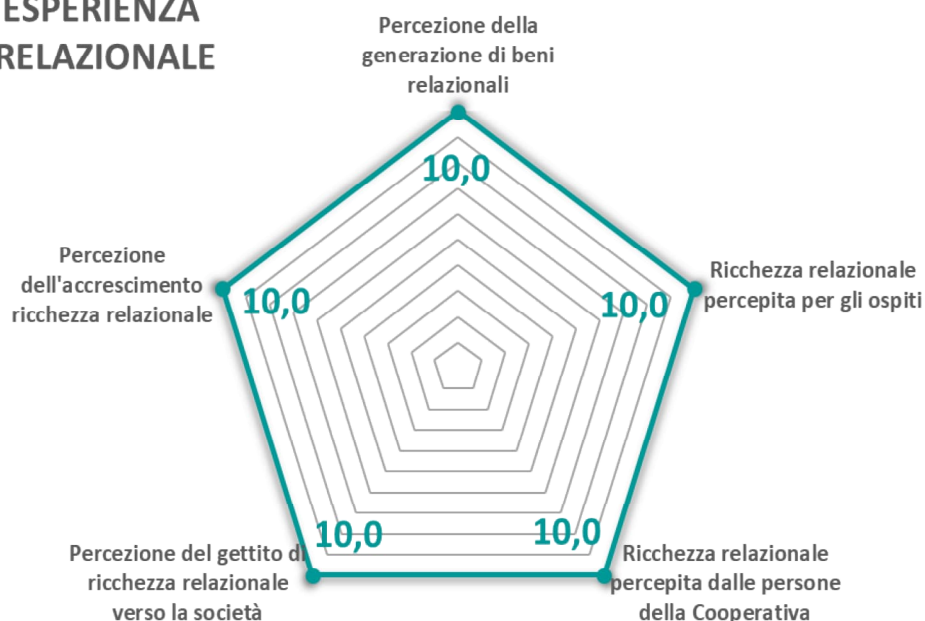 ESPERIENZA
RELAZIONALE
Percezione della
generazione di beni
relazionali
10,0
Ricchezza relazionale
percepita per gli ospiti
10,0
Ricchezza relazionale
percepita dalle persone
della Cooperativa
10,0
Percezione del gettito di
ricchezza relazionale
verso la società
10,0
Percezione
dell'accrescimento
ricchezza relazionale
10,0